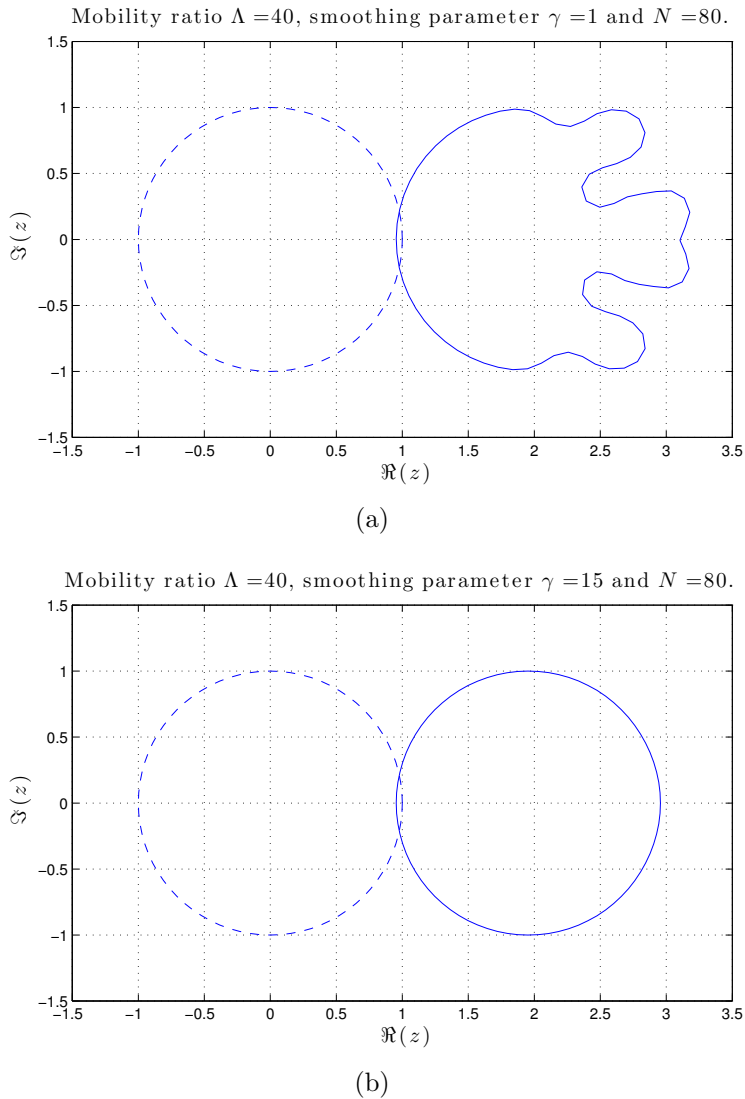 Mobility ratio Λ =40, smoothing parameter γ =1 and N =80.
1.5
1
0.5
0
−0.5
−1
−1.5
ℑ(z)
−1.5 −1 −0.5 0 0.5 1 1.5 2 2.5 3 3.5
ℜ(z)
(a)
Mobility ratio Λ =40, smoothing parameter γ =15 and N =80.
1.5
1
0.5
0
−0.5
−1
−1.5
ℑ(z)
−1.5 −1 −0.5 0 0.5 1 1.5 2 2.5 3 3.5
ℜ(z)
(b)